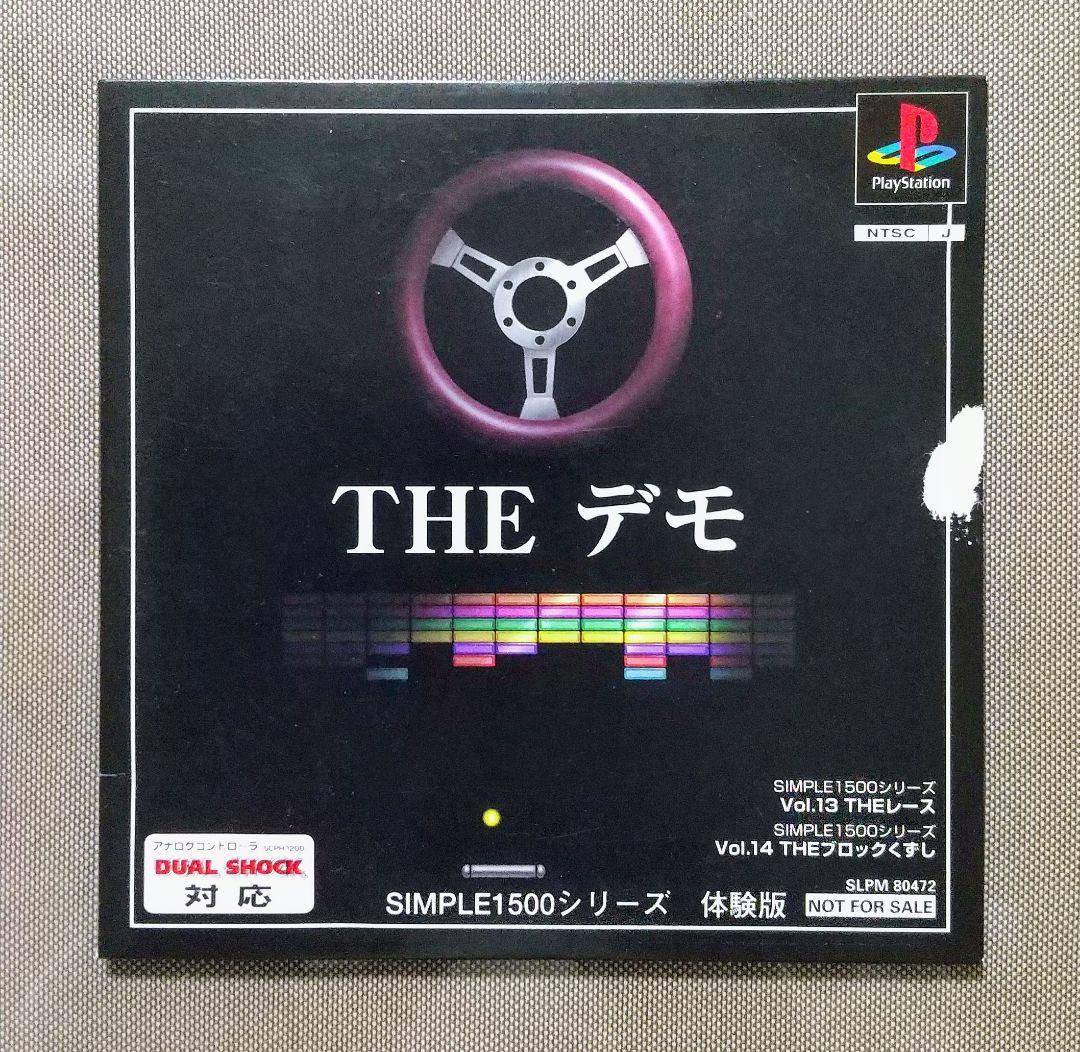 PlayStation
NTSC J
THE デモ
SIMPLE1500シリーズ
Vol.13 THEレース
SIMPLE1500シリーズ
Vol.14 THEブロックくずし
アナログコントローラ SCPH1200
DUAL SHOCK
対応
SLPM 80472
SIMPLE1500シリーズ 体験版 NOT FOR SALE